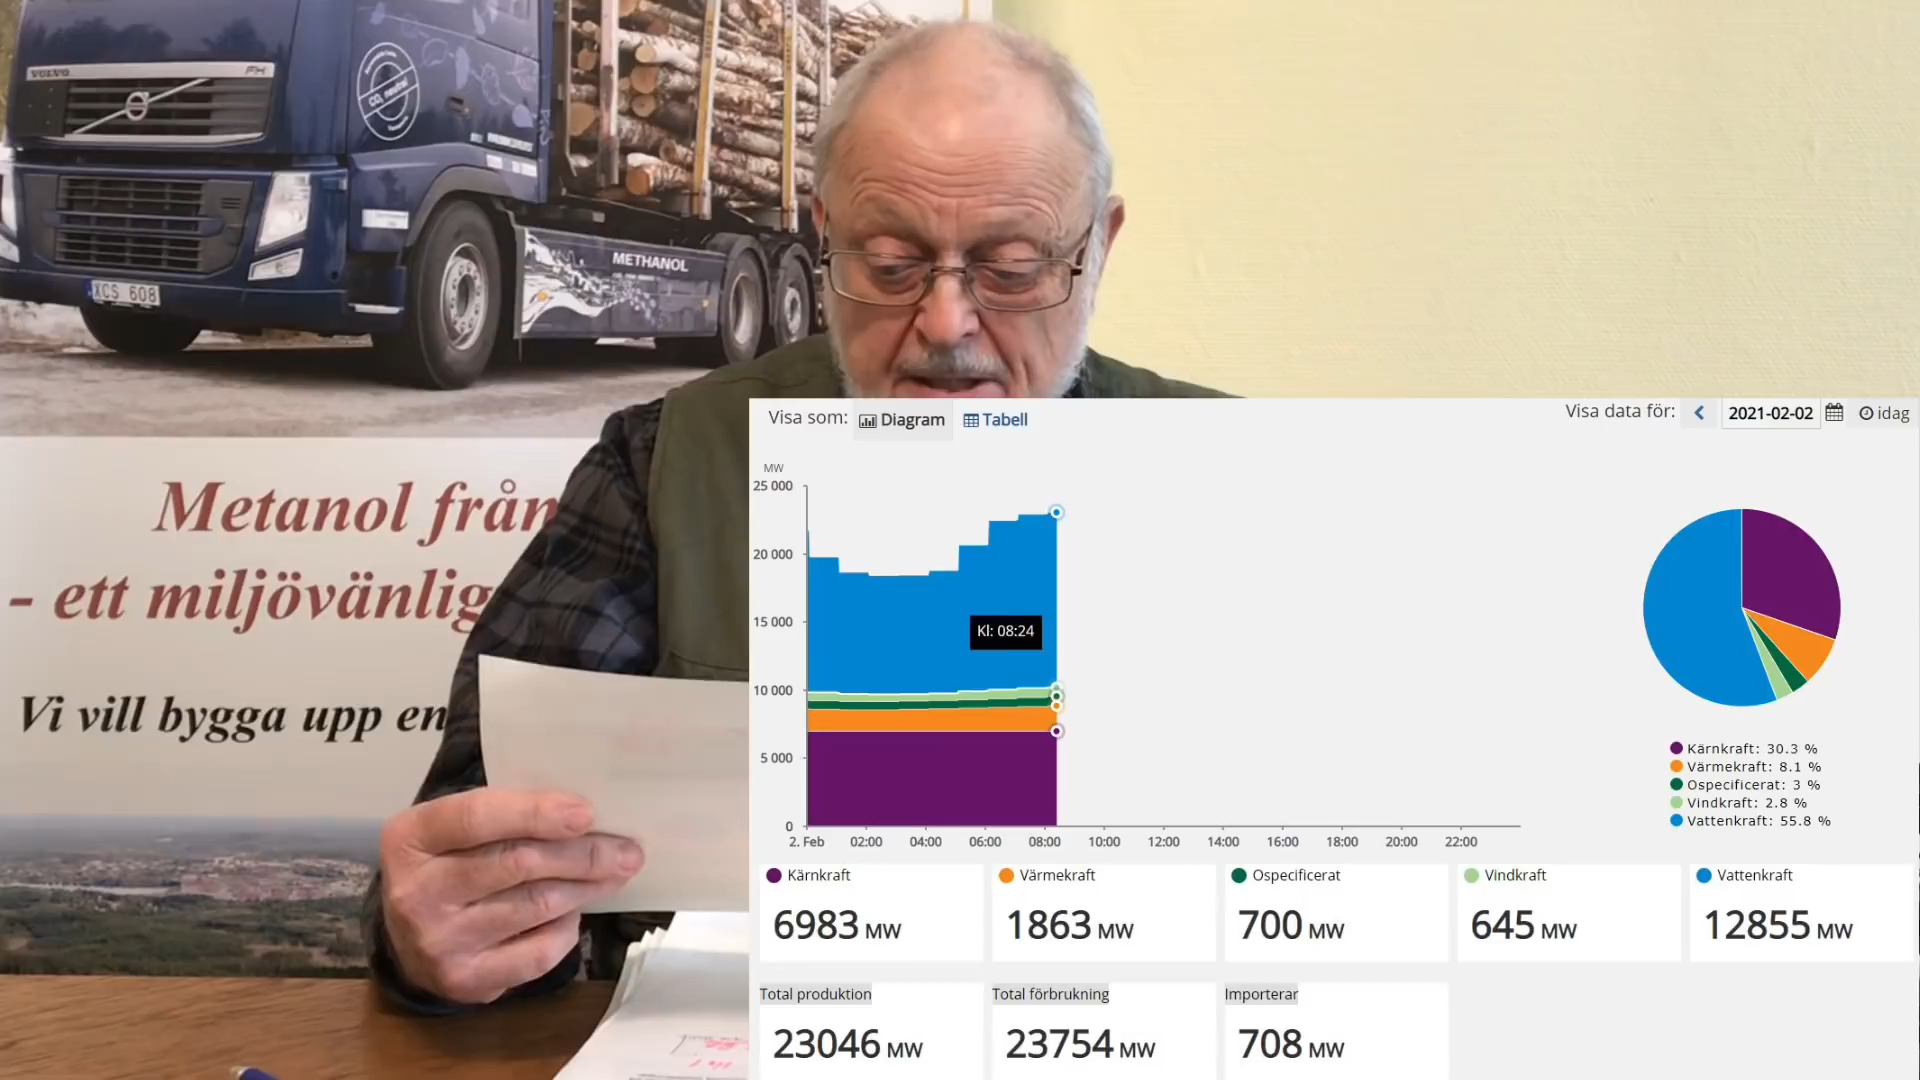 VOLVO
FH
CO₂ neutral
XCS 608
METHANOL
Metanol från
- ett miljövänlig
Vi vill bygga upp en
Visa som: Diagram Tabell
Visa data för: 2021-02-02 idag
MW
25 000
20 000
15 000
10 000
5 000
0
Kl: 08:24
2. Feb 02:00 04:00 06:00 08:00 10:00 12:00 14:00 16:00 18:00 20:00 22:00
Kärnkraft: 30.3 %
Värmekraft: 8.1 %
Ospecificerat: 3 %
Vindkraft: 2.8 %
Vattenkraft: 55.8 %
Kärnkraft
6983 MW
Värmekraft
1863 MW
Ospecificerat
700 MW
Vindkraft
645 MW
Vattenkraft
12855 MW
Total produktion
23046 MW
Total förbrukning
23754 MW
Importerar
708 MW